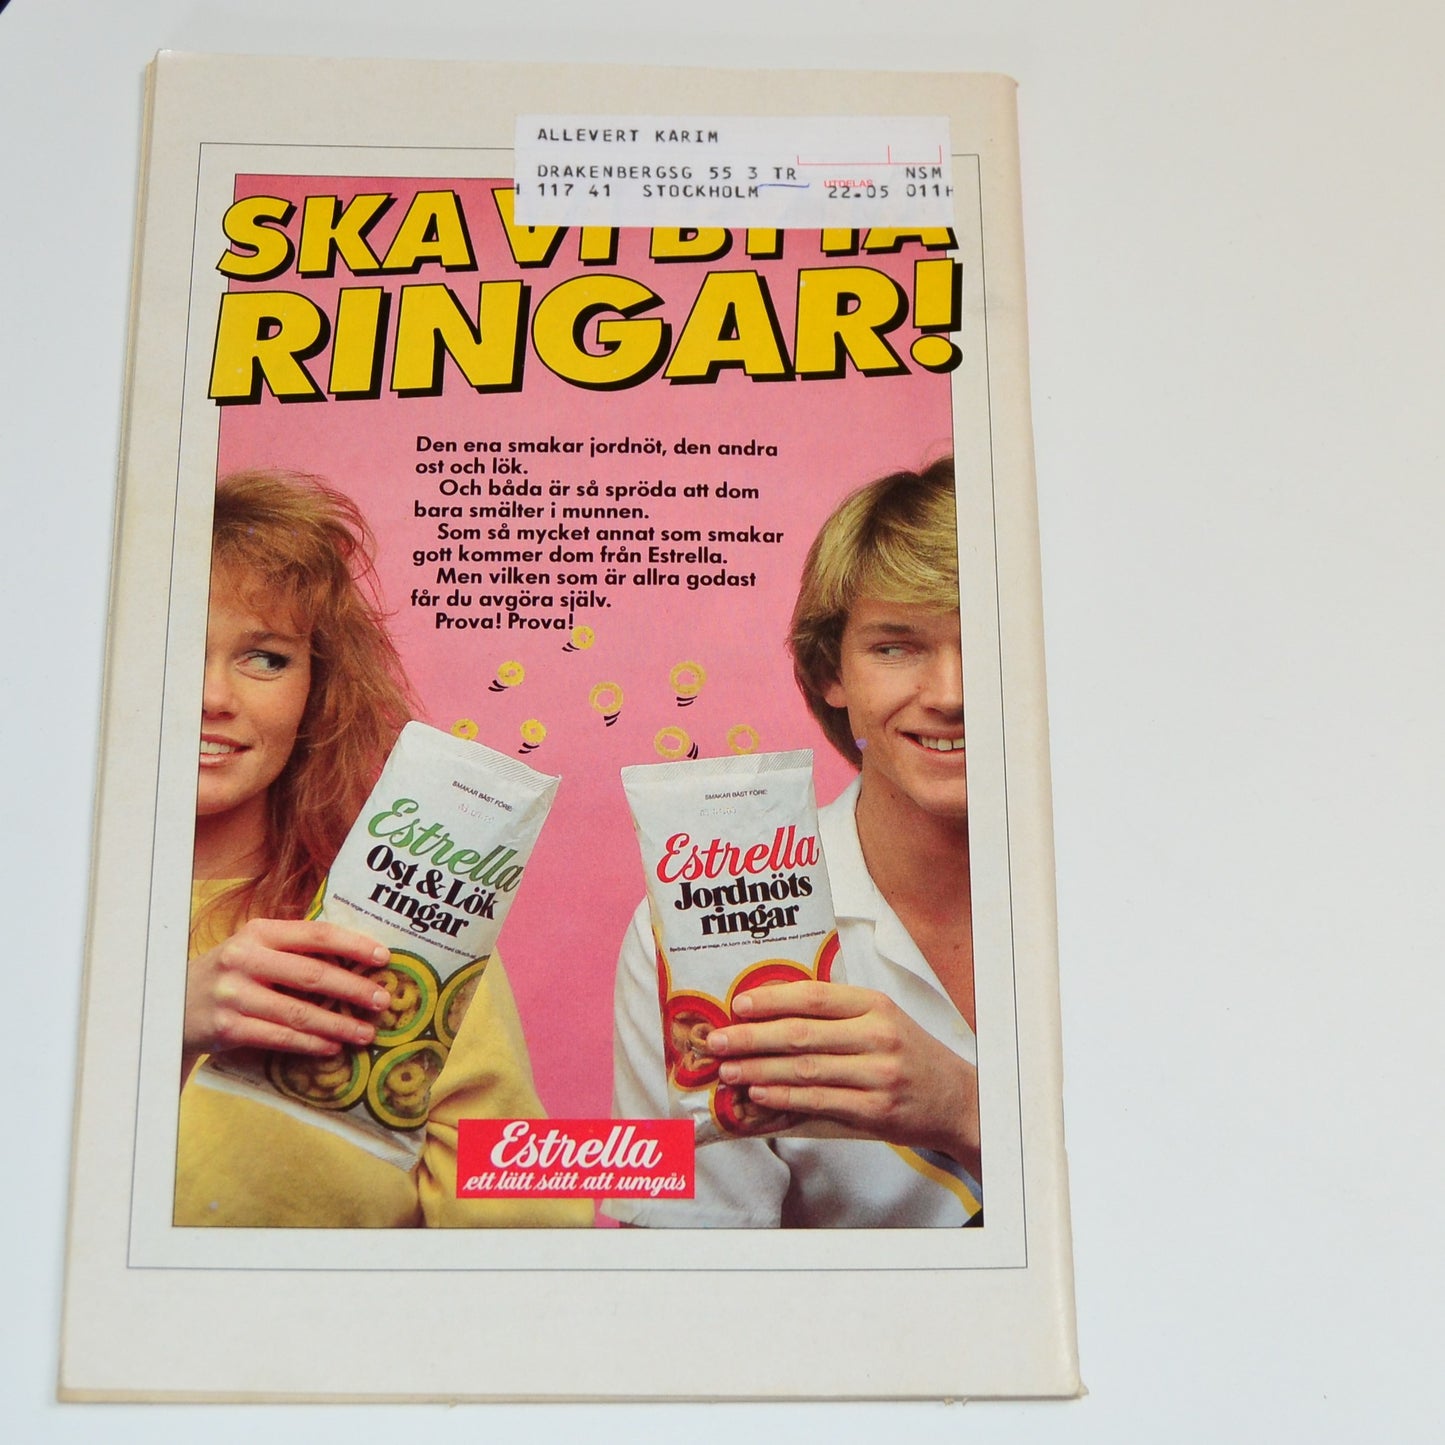 ALLEVERT KARIM
DRAKENBERGSG 55 3 TR NSM
117 41 STOCKHOLM UTDELAS 22.05 011H
SKA VI BYTA
RINGAR!
Den ena smakar jordnöt, den andra
ost och lök.
Och båda är så spröda att dom
bara smälter i munnen.
Som så mycket annat som smakar
gott kommer dom från Estrella.
Men vilken som är allra godast
får du avgöra själv.
Prova! Prova!
SMAKAR BÄST FÖRE:
Estrella
Ost & Lök
ringar
SMAKAR BÄST FÖRE:
Estrella
Jordnöts
ringar
Estrella
ett lätt sätt att umgås